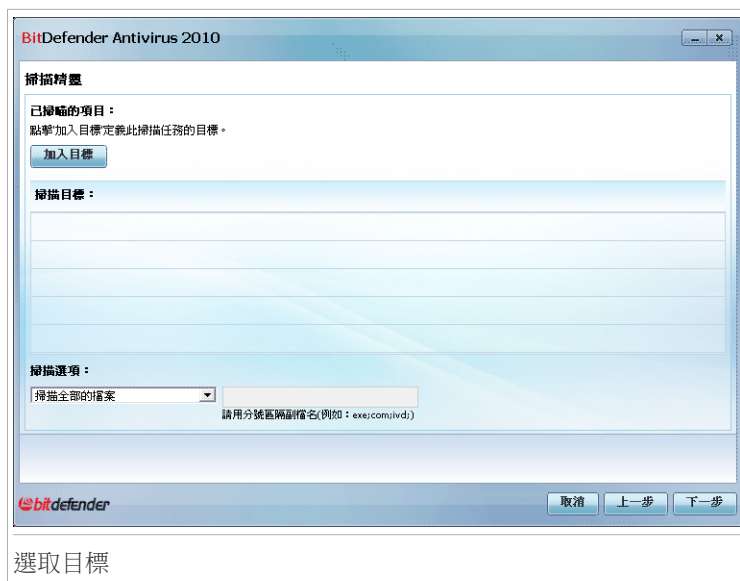 BitDefender Antivirus 2010
掃描精靈
已掃瞄的項目：
點擊'加入目標'定義此掃描任務的目標。
加入目標
掃描目標：
掃描選項：
掃描全部的檔案
請用分號區隔副檔名(例如：exe;com;ivd;)
bitdefender
取消 上一步 下一步
選取目標